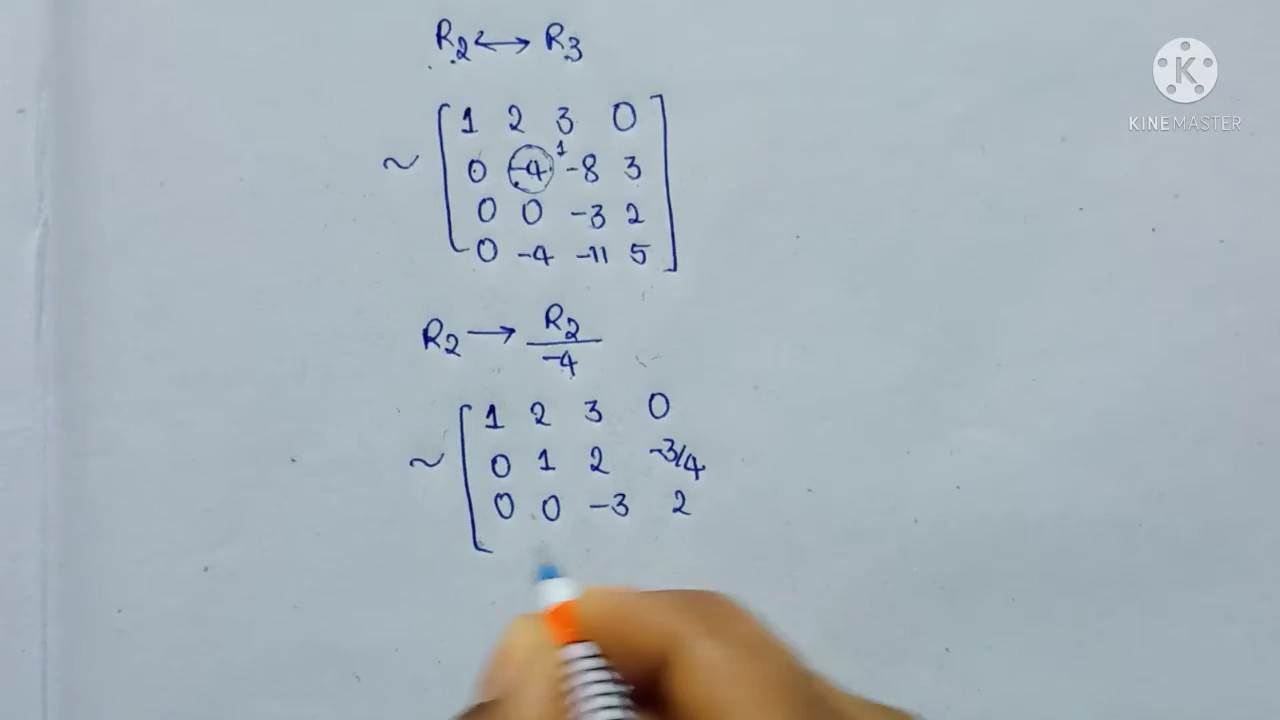 R₂ ↔ R₃
K
KINEMASTER
~ [ 1 2 3 0
0 -4 ¹ -8 3
0 0 -3 2
0 -4 -11 5 ]
R₂ → R₂/-4
~ [ 1 2 3 0
0 1 2 -3/4
0 0 -3 2